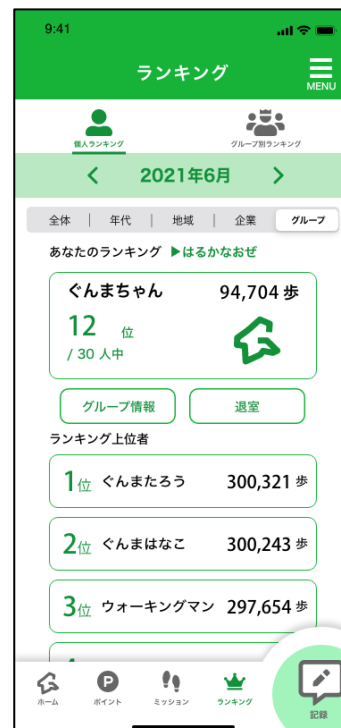 9:41
ランキング
MENU
個人ランキング
グループ別ランキング
< 2021年6月 >
全体 | 年代 | 地域 | 企業 | グループ
あなたのランキング ▶はるかなおぜ
ぐんまちゃん 94,704 歩
12 位
/ 30 人中
グループ情報 退室
ランキング上位者
1位 ぐんまたろう 300,321 歩
2位 ぐんまはなこ 300,243 歩
3位 ウォーキングマン 297,654 歩
P
ホーム ポイント ミッション ランキング 記録